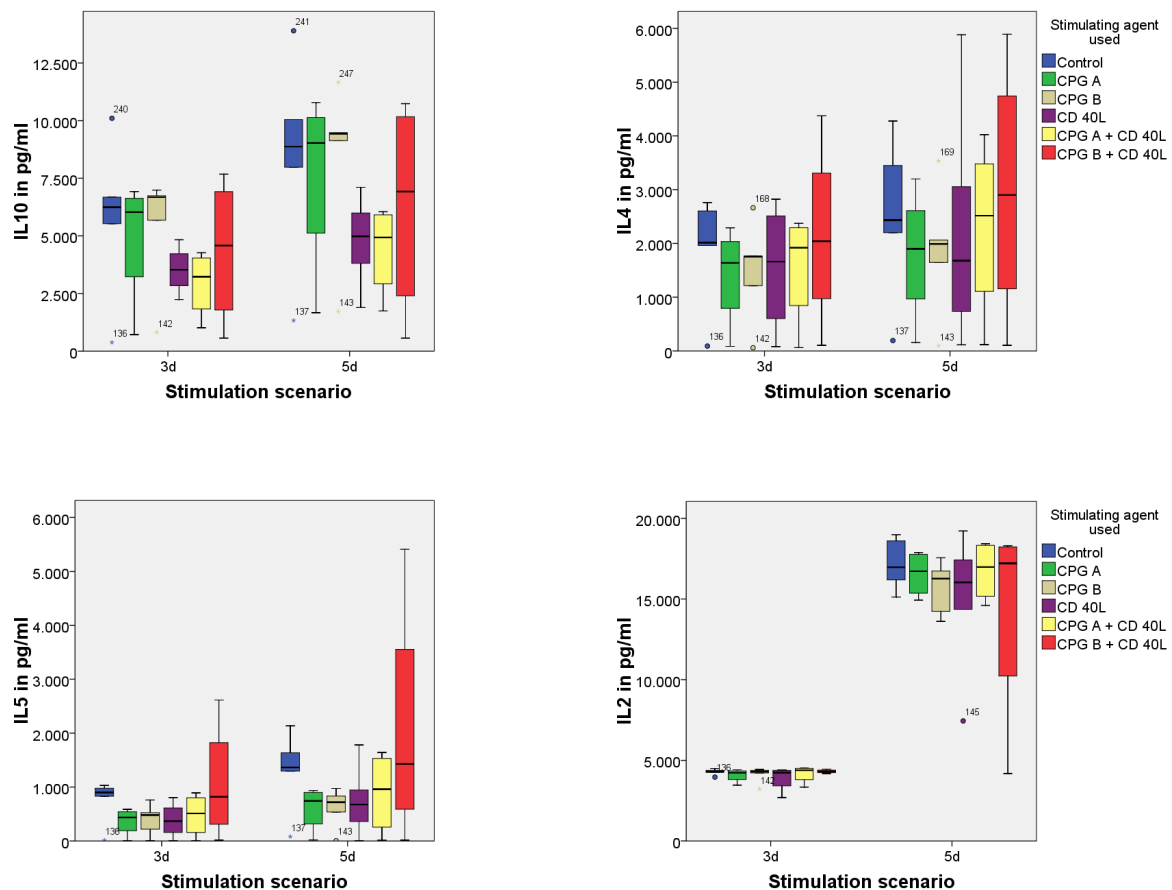 IL10 in pg/ml
12.500
10.000
7.500
5.000
2.500
0
240
136
142
241
137
247
143
3d
5d
Stimulation scenario
IL4 in pg/ml
6.000
5.000
4.000
3.000
2.000
1.000
0
136
168
142
137
169
143
3d
5d
Stimulation scenario
Stimulating agent
used
Control
CPG A
CPG B
CD 40L
CPG A + CD 40L
CPG B + CD 40L
IL5 in pg/ml
6.000
5.000
4.000
3.000
2.000
1.000
0
136
137
143
3d
5d
Stimulation scenario
IL2 in pg/ml
20.000
15.000
10.000
5.000
0
136
142
145
3d
5d
Stimulation scenario
Stimulating agent
used
Control
CPG A
CPG B
CD 40L
CPG A + CD 40L
CPG B + CD 40L